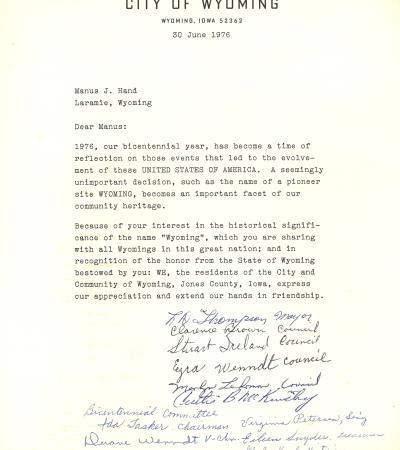 CITY OF WYOMING
WYOMING, IOWA 52362
30 June 1976
Manus J. Hand
Laramie, Wyoming
Dear Manus:
1976, our bicentennial year, has become a time of
reflection on those events that led to the evolve-
ment of these UNITED STATES OF AMERICA. A seemingly
unimportant decision, such as the name of a pioneer
site WYOMING, becomes an important facet of our
community heritage.
Because of your interest in the historical signifi-
cance of the name "Wyoming", which you are sharing
with all Wyomings in this great nation; and in
recognition of the honor from the State of Wyoming
bestowed by you: WE, the residents of the City and
Community of Wyoming, Jones County, Iowa, express
our appreciation and extend our hands in friendship.
Thompson Mayor
Clarence Brown Council
Stuart Ireland Council
Ezra Wenndt council
Council
Curtis B McKinstry
Bicentennial Committee
Ida Tasker chairman Virginia Petersen, Sec'y
Duane Wenndt V-Chm. Eileen Snyder, treasurer